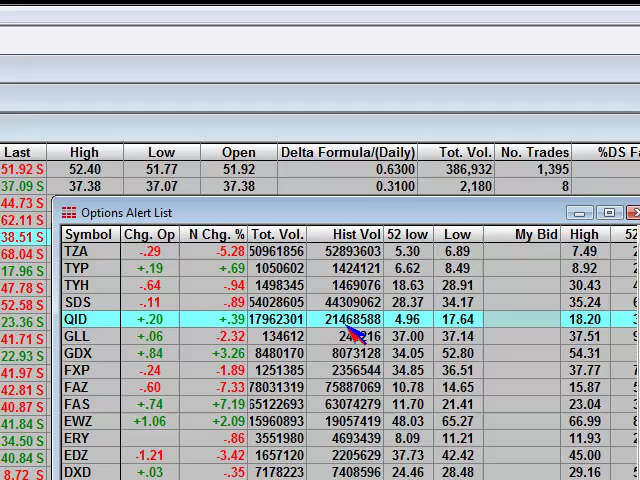 Last High Low Open Delta Formula/(Daily) Tot. Vol. No. Trades %DS Fa
51.92 S 52.40 51.77 51.92 0.6300 386,932 1,395
37.09 S 37.38 37.07 37.38 0.3100 2,180 8
44.73 S
62.11 S
38.51 S
68.04 S
17.96 S
47.78 S
52.58 S
23.36 S
41.71 S
22.93 S
41.97 S
42.81 S
40.87 S
41.84 S
34.50 S
40.84 S
8.72 S
Options Alert List
Symbol Chg. Op N Chg. % Tot. Vol. Hist Vol 52 low Low My Bid High 52
TZA -.29 -5.28 50961856 52893603 5.30 6.89 7.49 1
TYP +.19 +.69 1050602 1424121 6.62 8.49 8.92 1
TYH -.64 -.94 1498345 1469076 18.63 28.91 30.43 4
SDS -.11 -.89 54028605 44309062 28.37 34.17 35.24 6
QID +.20 +.39 17962301 21468588 4.96 17.64 18.20 3
GLL +.06 -2.32 134612 37.00 37.14 37.51 9
GDX +.84 +3.26 8480170 8073128 34.05 52.80 54.31
FXP -.24 -1.89 1251385 2356544 34.85 36.51 37.77
FAZ -.60 -7.33 78031319 75887069 10.78 14.65 15.87
FAS +.74 +7.19 65122693 63074279 11.70 21.41 23.04
EWZ +1.06 +2.09 15960893 19057419 48.03 65.27 66.99 8
ERY -.86 3551980 4693439 8.09 11.21 11.93
EDZ -1.21 -3.42 1657120 2205629 37.73 42.32 45.00
DXD +.03 -.35 7178223 7408596 24.46 28.48 29.16